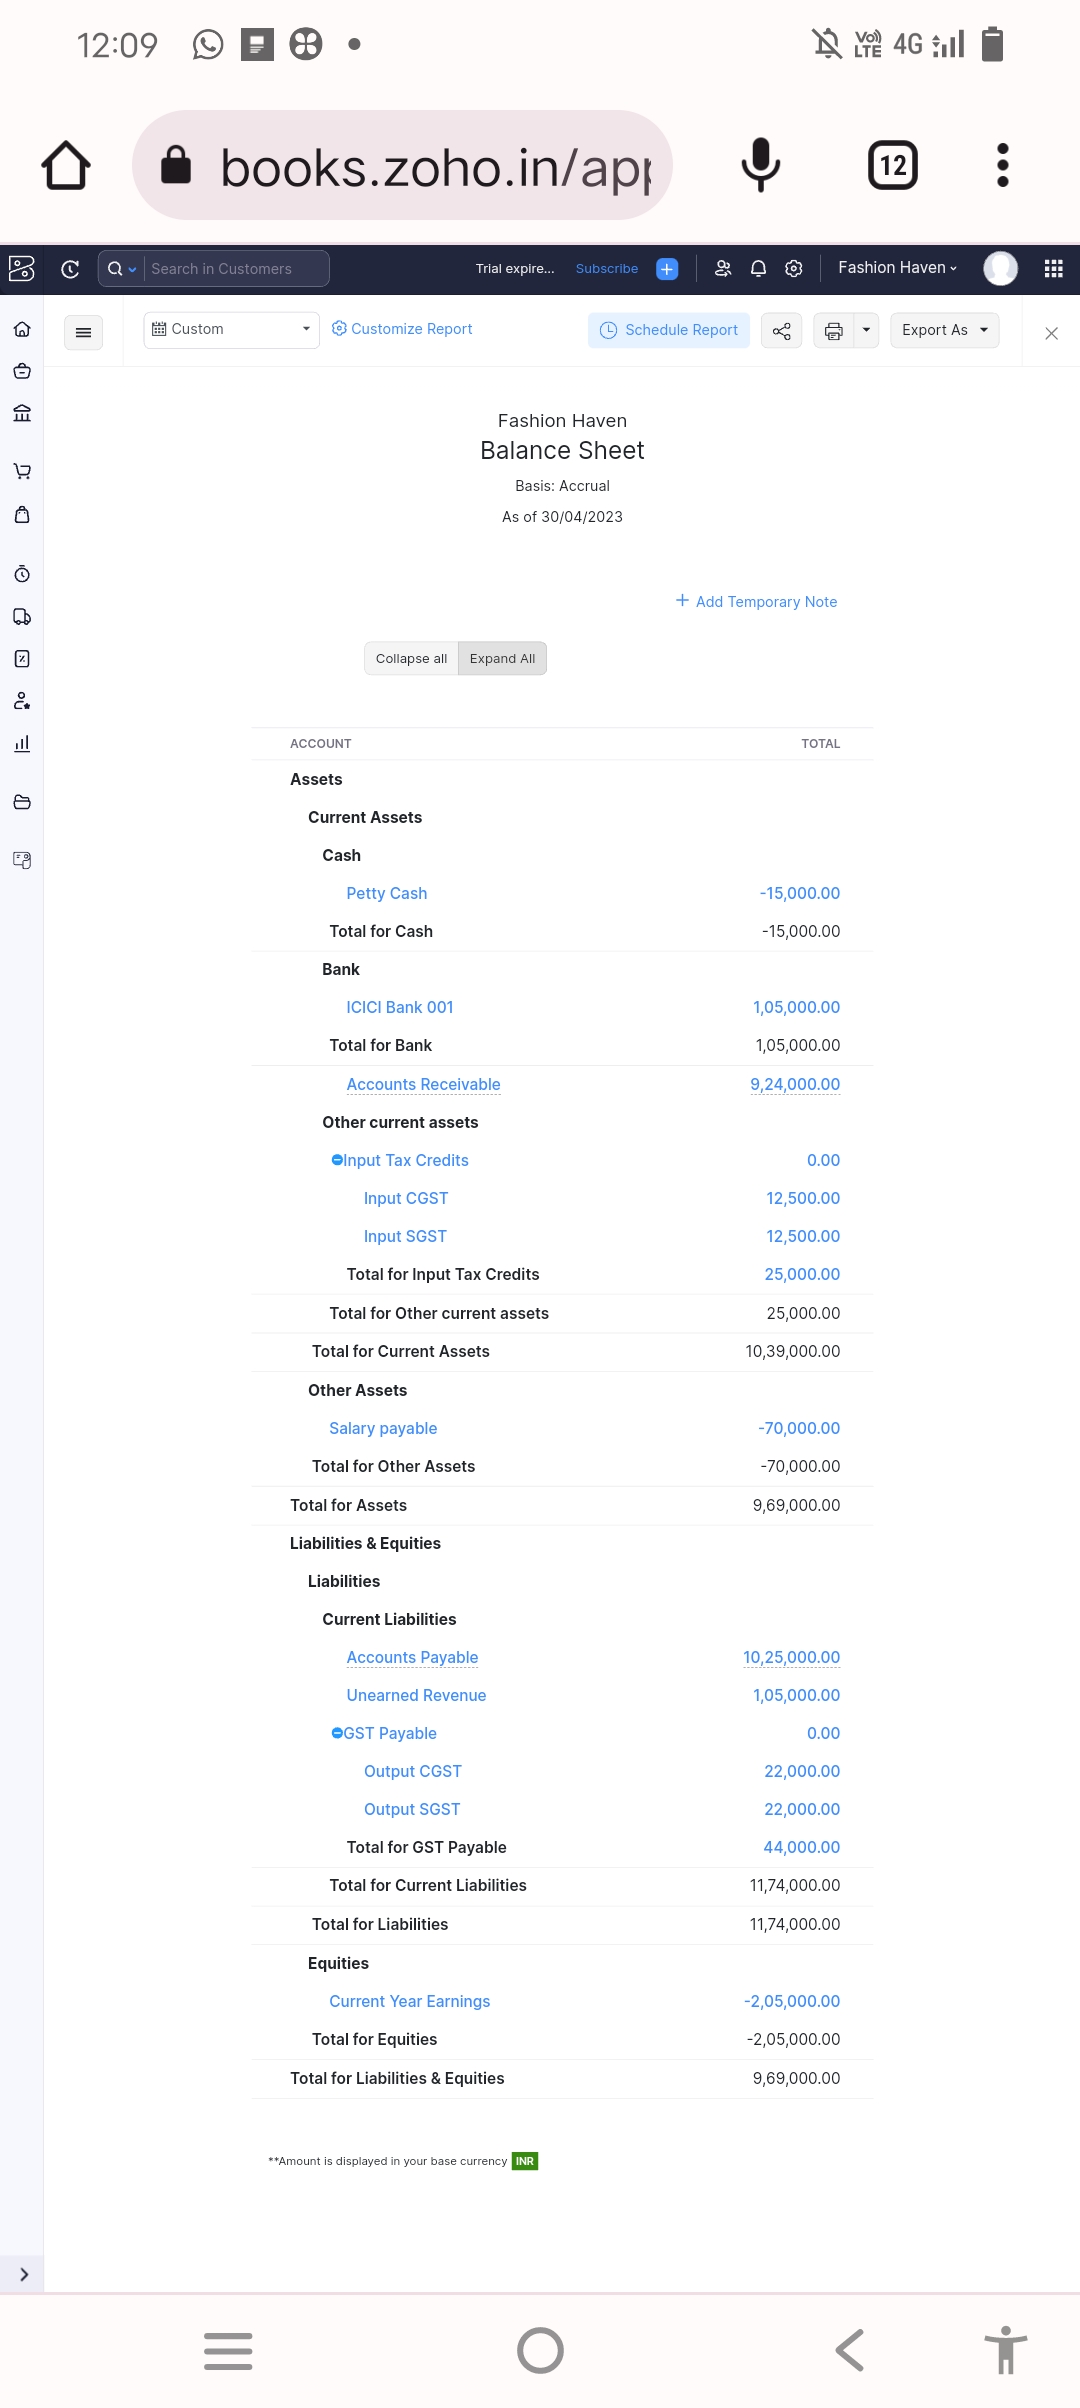 12:09
Vo) LTE 4G
books.zoho.in/app
12
Search in Customers
Trial expire... Subscribe Fashion Haven
Custom Customize Report Schedule Report Export As
Fashion Haven
Balance Sheet
Basis: Accrual
As of 30/04/2023
+ Add Temporary Note
Collapse all Expand All
ACCOUNT TOTAL
Assets
Current Assets
Cash
Petty Cash -15,000.00
Total for Cash -15,000.00
Bank
ICICI Bank 001 1,05,000.00
Total for Bank 1,05,000.00
Accounts Receivable 9,24,000.00
Other current assets
Input Tax Credits 0.00
Input CGST 12,500.00
Input SGST 12,500.00
Total for Input Tax Credits 25,000.00
Total for Other current assets 25,000.00
Total for Current Assets 10,39,000.00
Other Assets
Salary payable -70,000.00
Total for Other Assets -70,000.00
Total for Assets 9,69,000.00
Liabilities & Equities
Liabilities
Current Liabilities
Accounts Payable 10,25,000.00
Unearned Revenue 1,05,000.00
GST Payable 0.00
Output CGST 22,000.00
Output SGST 22,000.00
Total for GST Payable 44,000.00
Total for Current Liabilities 11,74,000.00
Total for Liabilities 11,74,000.00
Equities
Current Year Earnings -2,05,000.00
Total for Equities -2,05,000.00
Total for Liabilities & Equities 9,69,000.00
**Amount is displayed in your base currency INR